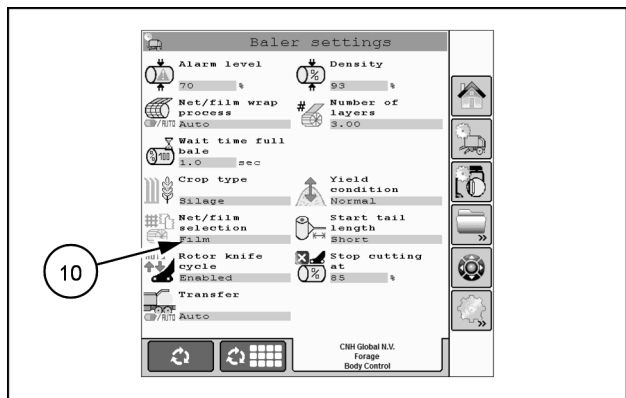 Baler settings
Alarm level
70 %
Density
%
93 %
Net/film wrap
process
/AUTO Auto
#
Number of
layers
3.00
Wait time full
bale
% 100
1.0 sec
Crop type
Silage
Yield
condition
Normal
Net/film
selection
Film
Start tail
length
Short
AUTO
Rotor knife
cycle
Enabled
Stop cutting
at
%
85 %
Transfer
/AUTO Auto
10
»
»
CNH Global N.V.
Forage
Body Control